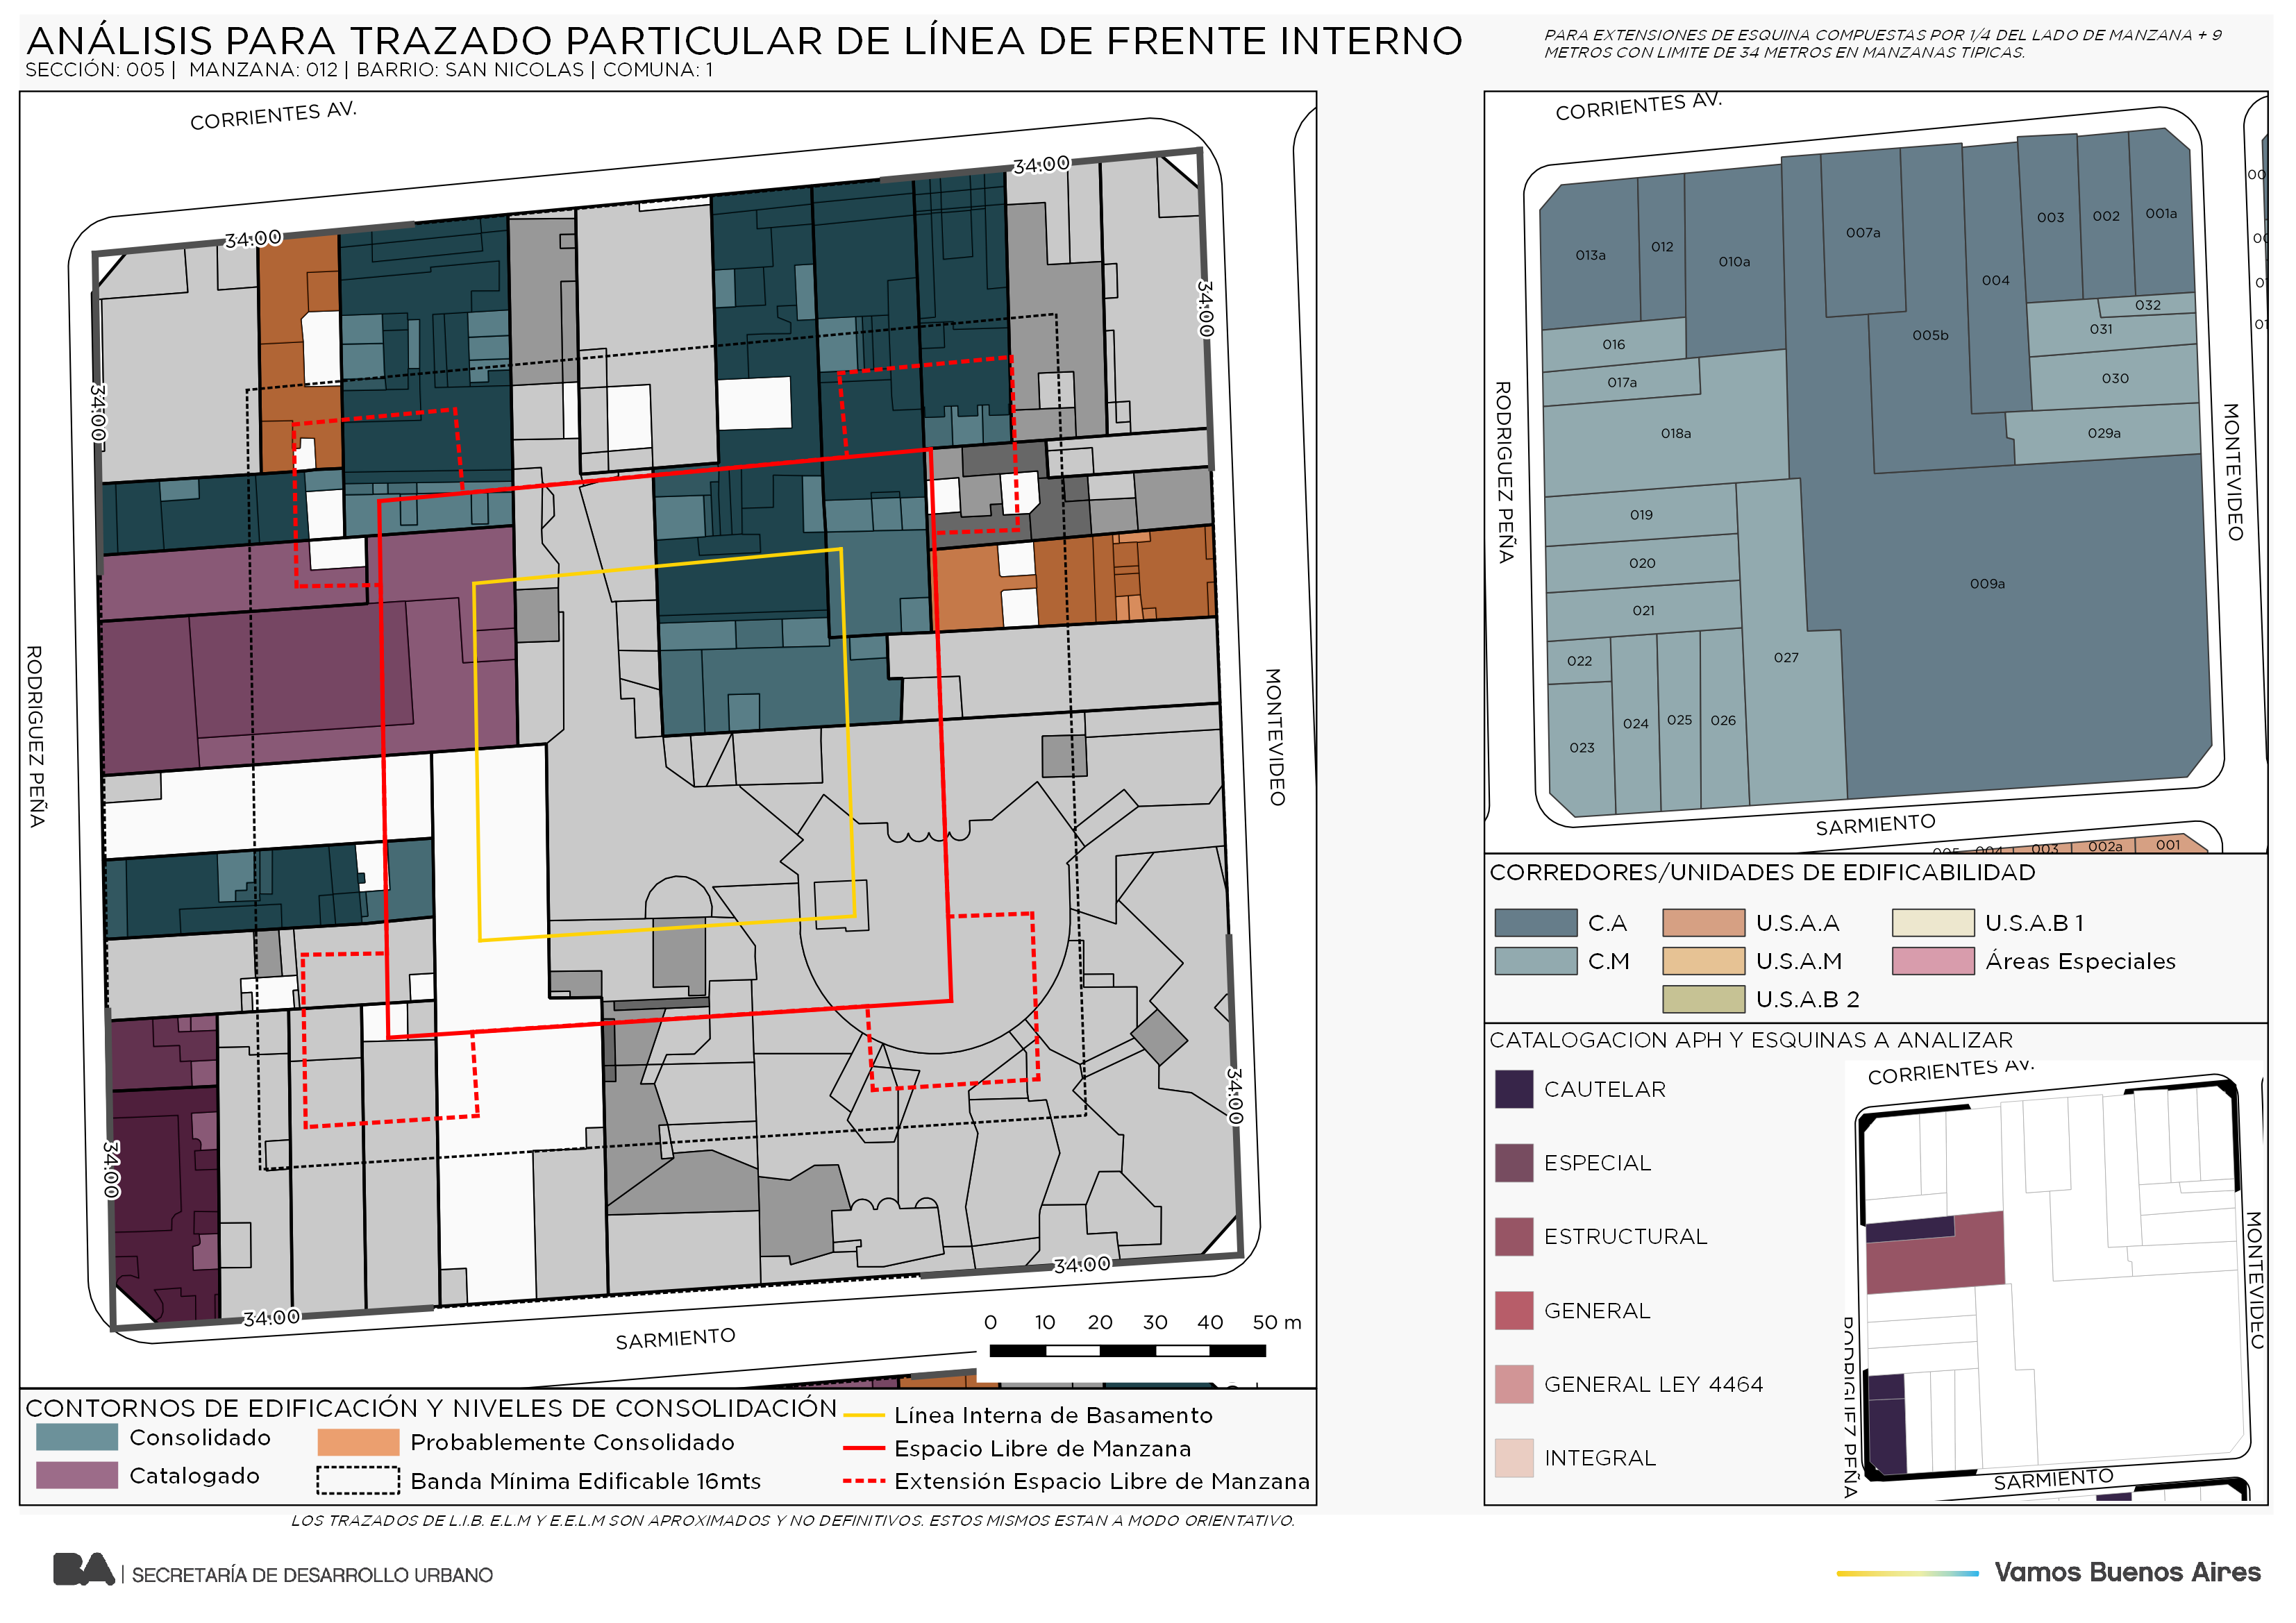 ANÁLISIS PARA TRAZADO PARTICULAR DE LÍNEA DE FRENTE INTERNO
SECCIÓN: 005 | MANZANA: 012 | BARRIO: SAN NICOLAS | COMUNA: 1
PARA EXTENSIONES DE ESQUINA COMPUESTAS POR 1/4 DEL LADO DE MANZANA + 9
METROS CON LIMITE DE 34 METROS EN MANZANAS TIPICAS.
CORRIENTES AV.
34:00
34:00
34:00
34:00
RODRIGUEZ PEÑA
MONTEVIDEO
34:00
34:00
34:00
34:00
SARMIENTO
0 10 20 30 40 50 m
CONTORNOS DE EDIFICACIÓN Y NIVELES DE CONSOLIDACIÓN
Consolidado
Catalogado
Probablemente Consolidado
Banda Mínima Edificable 16mts
Línea Interna de Basamento
Espacio Libre de Manzana
Extensión Espacio Libre de Manzana
CORRIENTES AV.
013a
012
010a
007a
005b
004
003
002
001a
032
031
030
029a
016
017a
018a
019
020
021
022
023
024
025
026
027
009a
RODRIGUEZ PEÑA
MONTEVIDEO
SARMIENTO
003
002a
001
CORREDORES/UNIDADES DE EDIFICABILIDAD
C.A
C.M
U.S.A.A
U.S.A.M
U.S.A.B 2
U.S.A.B 1
Áreas Especiales
CATALOGACION APH Y ESQUINAS A ANALIZAR
CAUTELAR
ESPECIAL
ESTRUCTURAL
GENERAL
GENERAL LEY 4464
INTEGRAL
CORRIENTES AV.
MONTEVIDEO
RODRIGUEZ PEÑA
SARMIENTO
LOS TRAZADOS DE L.I.B. E.L.M Y E.E.L.M SON APROXIMADOS Y NO DEFINITIVOS. ESTOS MISMOS ESTAN A MODO ORIENTATIVO.
BA | SECRETARÍA DE DESARROLLO URBANO
Vamos Buenos Aires